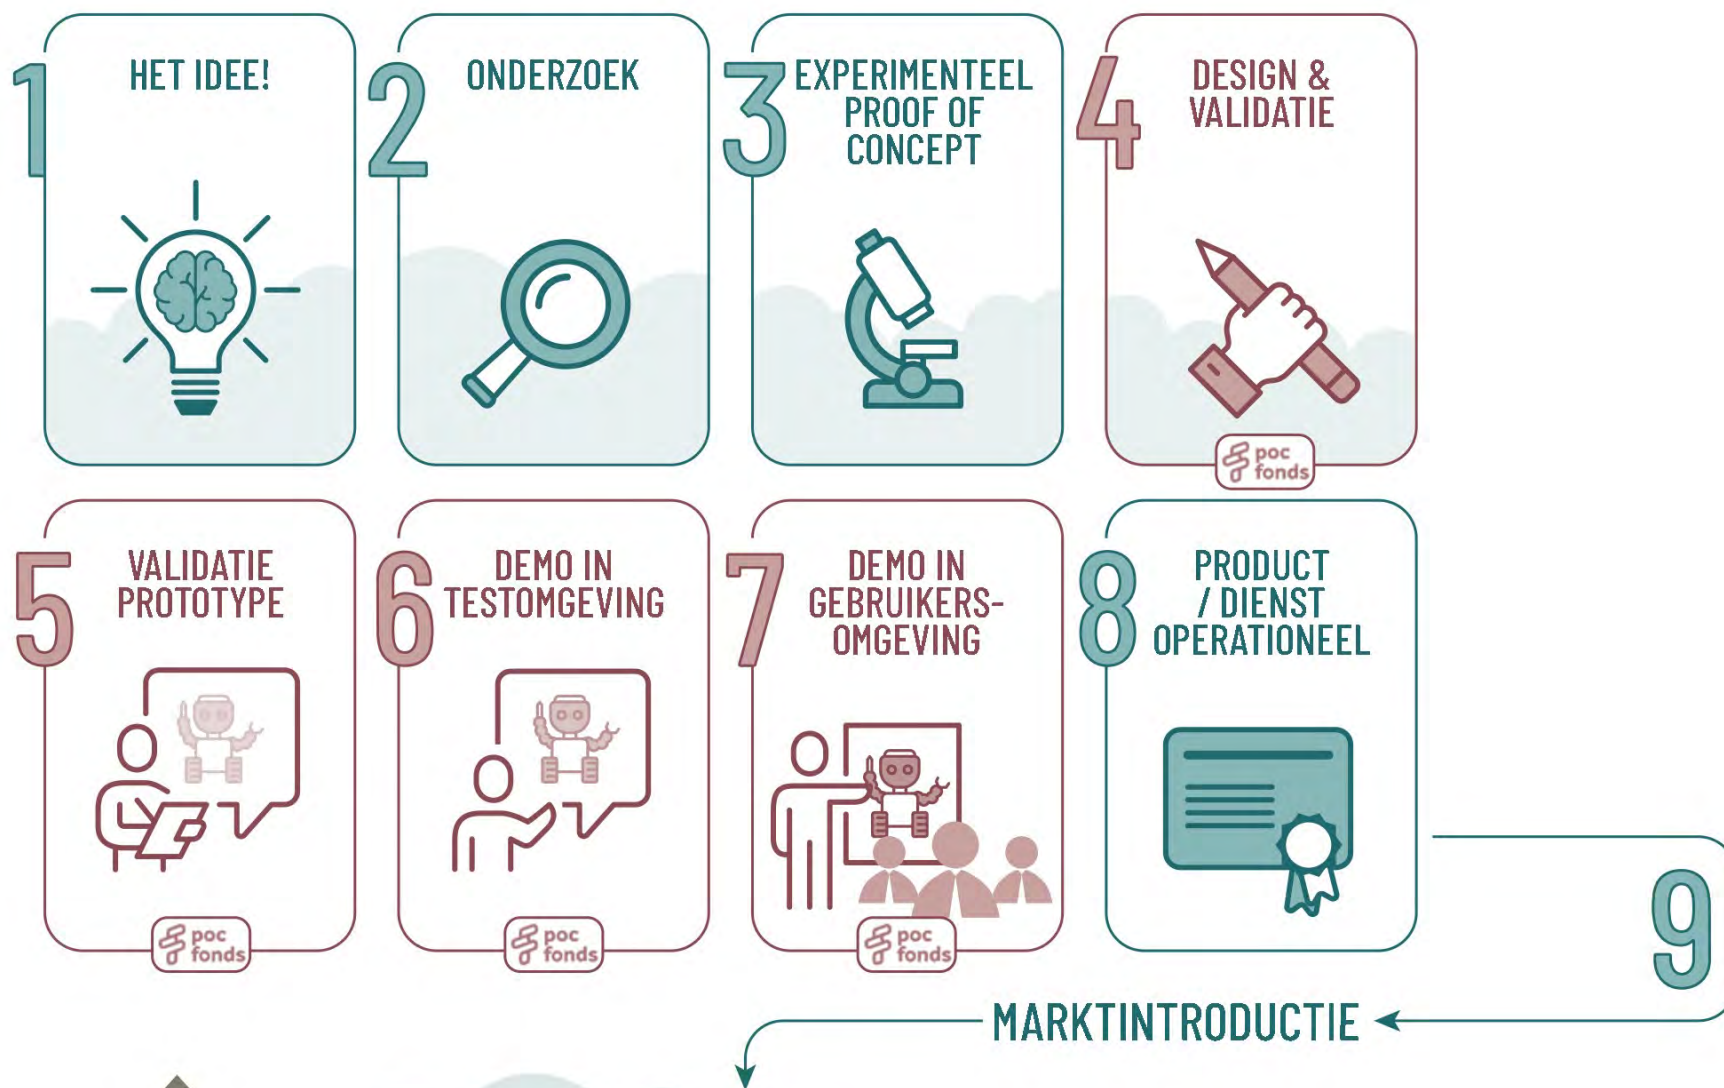 1
HET IDEE!
2
ONDERZOEK
3
EXPERIMENTEEL
PROOF OF
CONCEPT
4
DESIGN &
VALIDATIE
poc
fonds
5
VALIDATIE
PROTOTYPE
poc
fonds
6
DEMO IN
TESTOMGEVING
poc
fonds
7
DEMO IN
GEBRUIKERS-
OMGEVING
poc
fonds
8
PRODUCT
/ DIENST
OPERATIONEEL
9
MARKTINTRODUCTIE